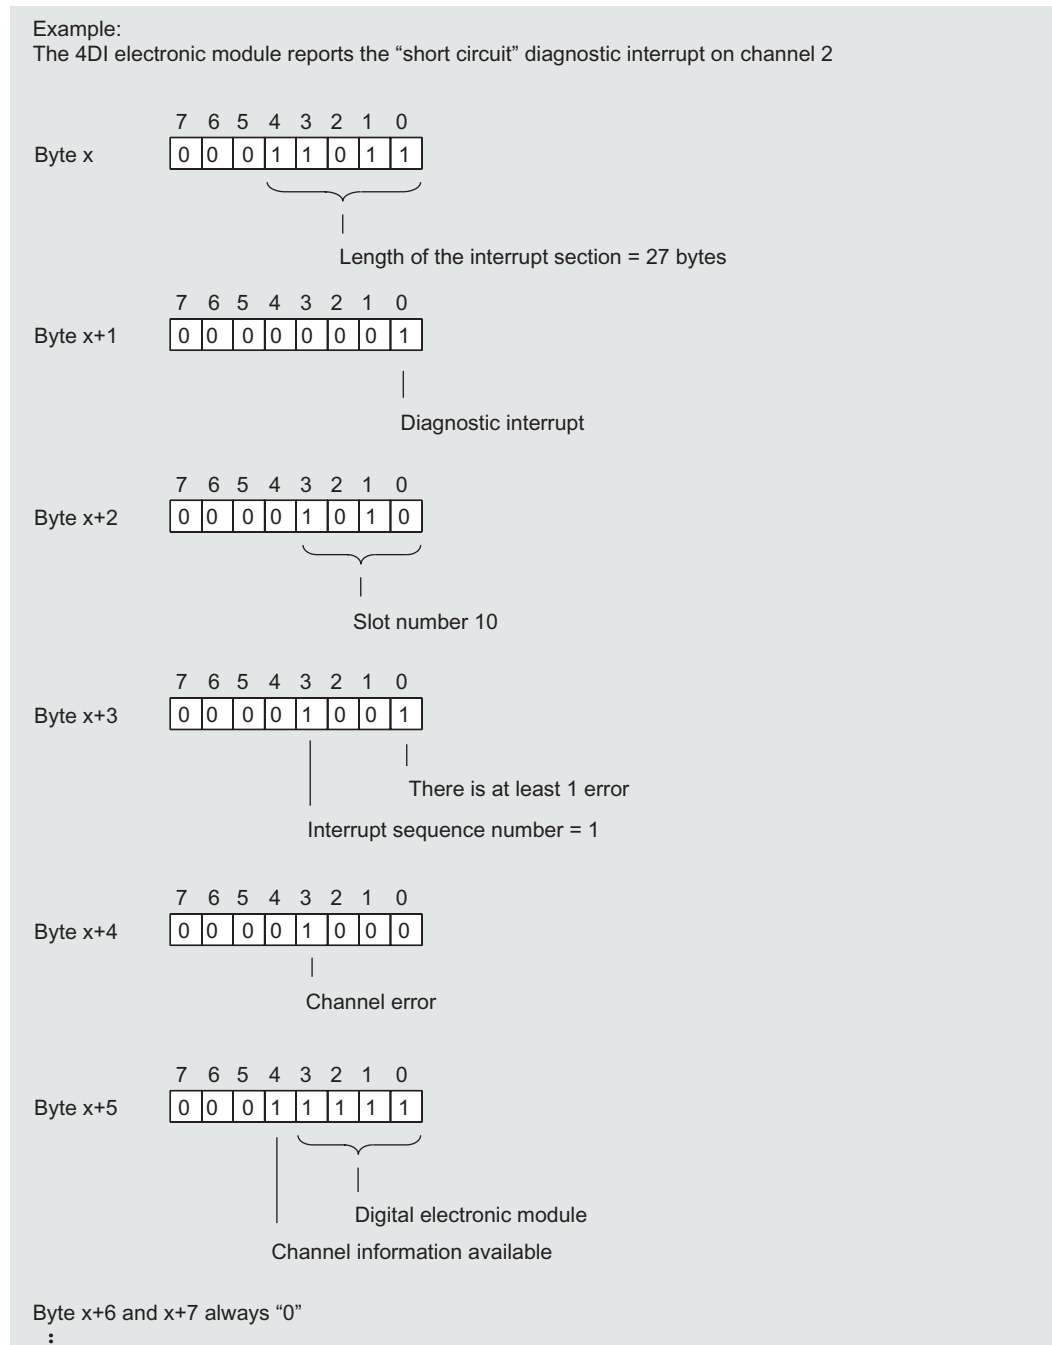 Example:
The 4DI electronic module reports the “short circuit” diagnostic interrupt on channel 2
7 6 5 4 3 2 1 0
Byte x 0 0 0 1 1 0 1 1
Length of the interrupt section = 27 bytes
7 6 5 4 3 2 1 0
Byte x+1 0 0 0 0 0 0 0 1
Diagnostic interrupt
7 6 5 4 3 2 1 0
Byte x+2 0 0 0 0 1 0 1 0
Slot number 10
7 6 5 4 3 2 1 0
Byte x+3 0 0 0 0 1 0 0 1
There is at least 1 error
Interrupt sequence number = 1
7 6 5 4 3 2 1 0
Byte x+4 0 0 0 0 1 0 0 0
Channel error
7 6 5 4 3 2 1 0
Byte x+5 0 0 0 1 1 1 1 1
Digital electronic module
Channel information available
Byte x+6 and x+7 always “0”
: